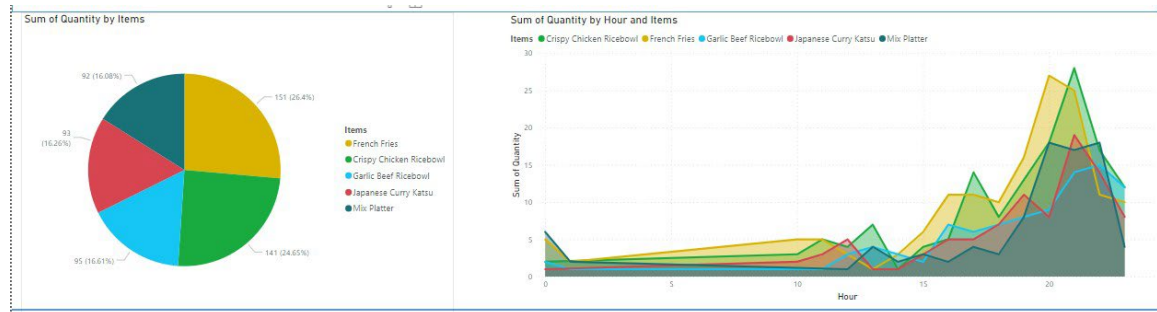 Sum of Quantity by Items
92 (16.08%)
151 (26.4%)
93
(16.26%)
95 (16.61%)
141 (24.65%)
Items
French Fries
Crispy Chicken Ricebowl
Garlic Beef Ricebowl
Japanese Curry Katsu
Mix Platter
Sum of Quantity by Hour and Items
Items Crispy Chicken Ricebowl French Fries Garlic Beef Ricebowl Japanese Curry Katsu Mix Platter
Sum of Quantity
30
25
20
15
10
5
0
0 5 10 15 20
Hour